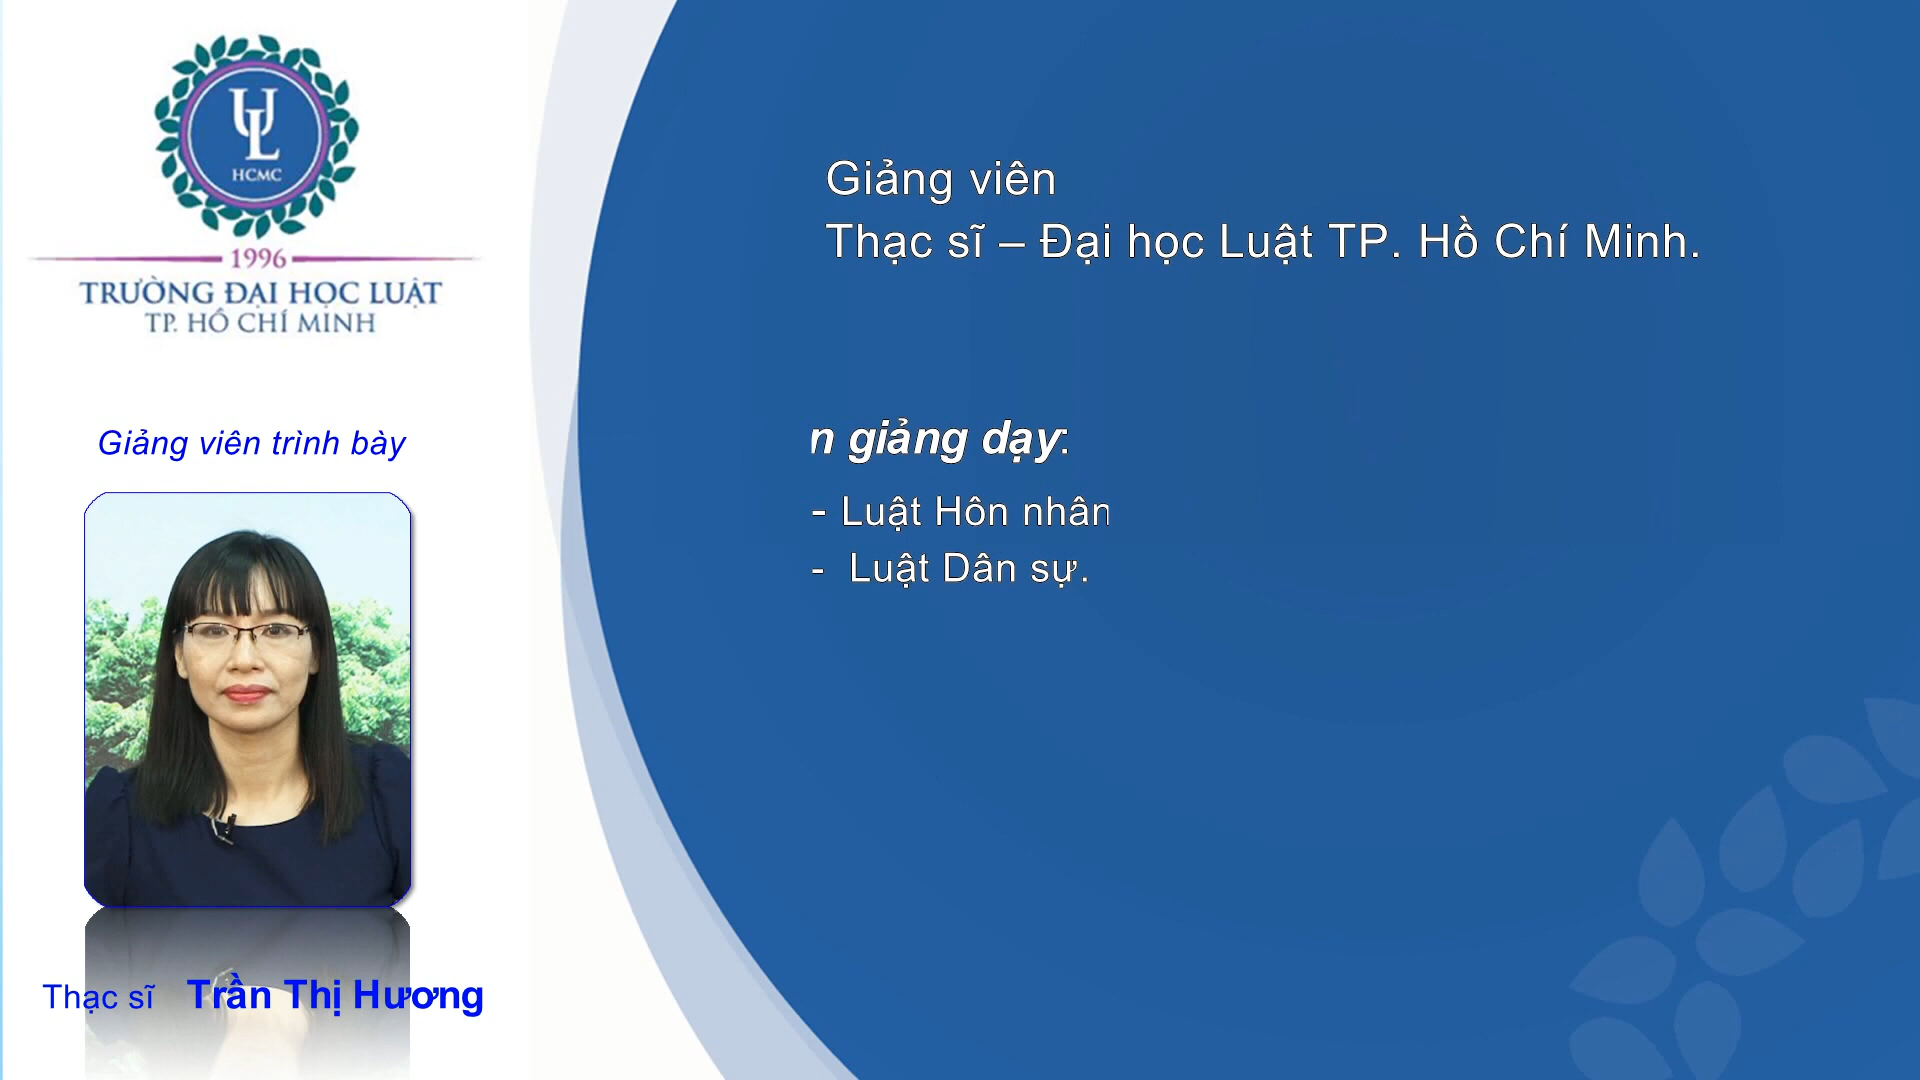 UL
HCMC
1996
TRƯỜNG ĐẠI HỌC LUẬT
TP. HỒ CHÍ MINH
Giảng viên trình bày
Thạc sĩ Trần Thị Hương
Giảng viên
Thạc sĩ – Đại học Luật TP. Hồ Chí Minh.
n giảng dạy:
- Luật Hôn nhân
- Luật Dân sự.